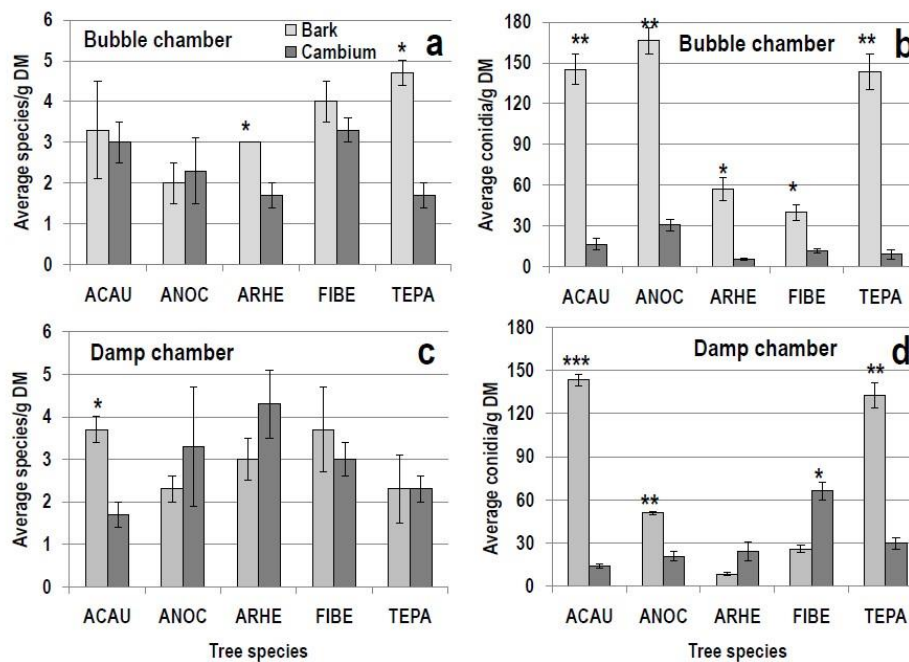 Bubble chamber
Bark
Cambium
a
Average species/g DM
6
5
4
3
2
1
0
*
*
ACAU ANOC ARHE FIBE TEPA
Bubble chamber
b
Average conidia/g DM
180
150
120
90
60
30
0
**
**
*
*
**
ACAU ANOC ARHE FIBE TEPA
Damp chamber
c
Average species/g DM
6
5
4
3
2
1
0
*
ACAU ANOC ARHE FIBE TEPA
Tree species
Damp chamber
d
Average conidia/g DM
180
150
120
90
60
30
0
***
**
*
**
ACAU ANOC ARHE FIBE TEPA
Tree species